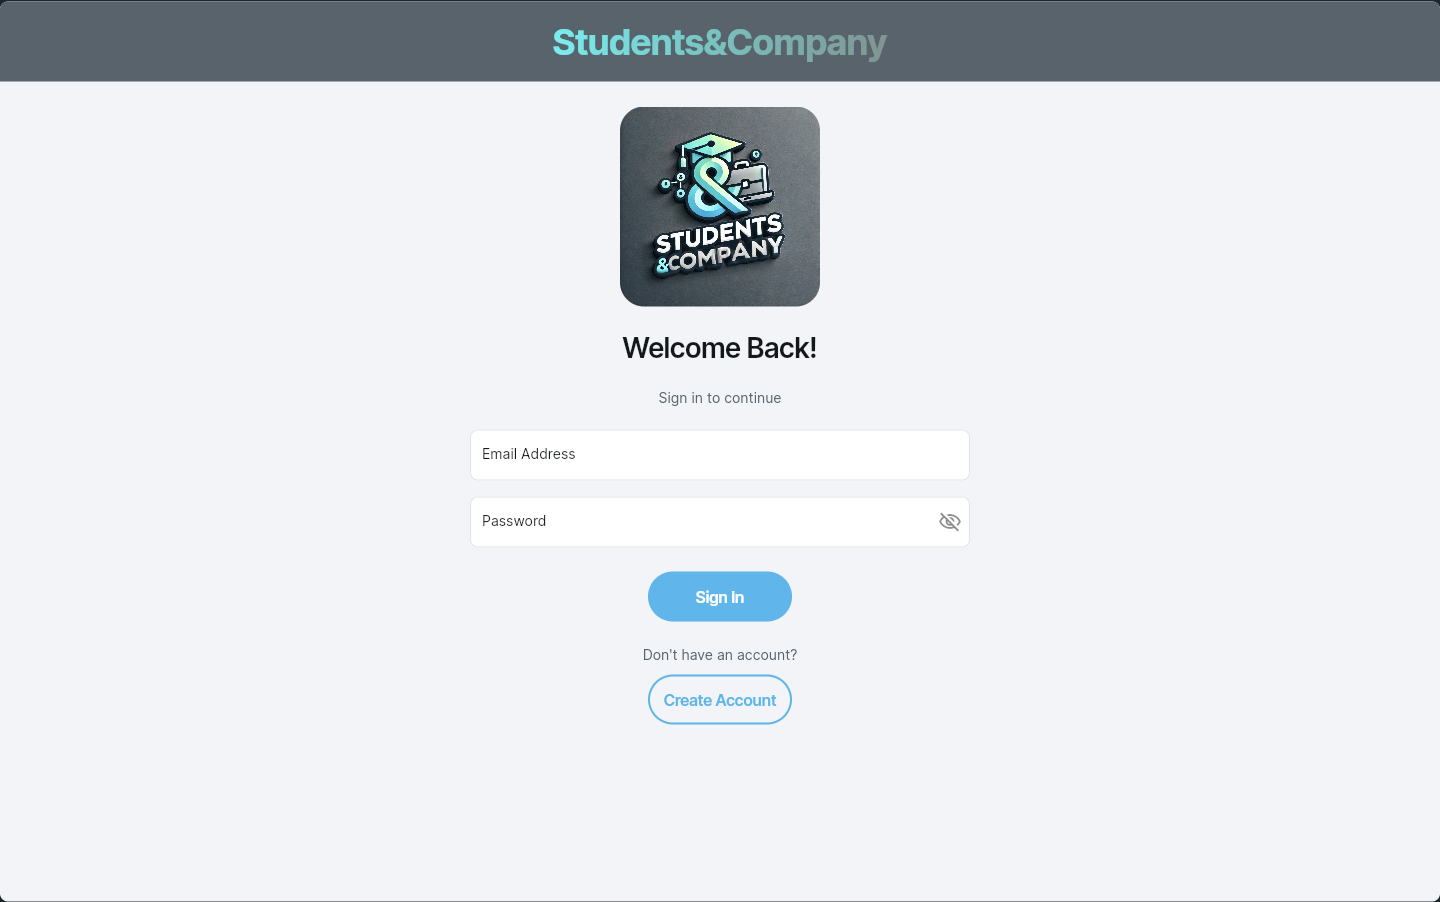 Students&Company
&
STUDENTS
&COMPANY
Welcome Back!
Sign in to continue
Email Address
Password
Sign In
Don't have an account?
Create Account